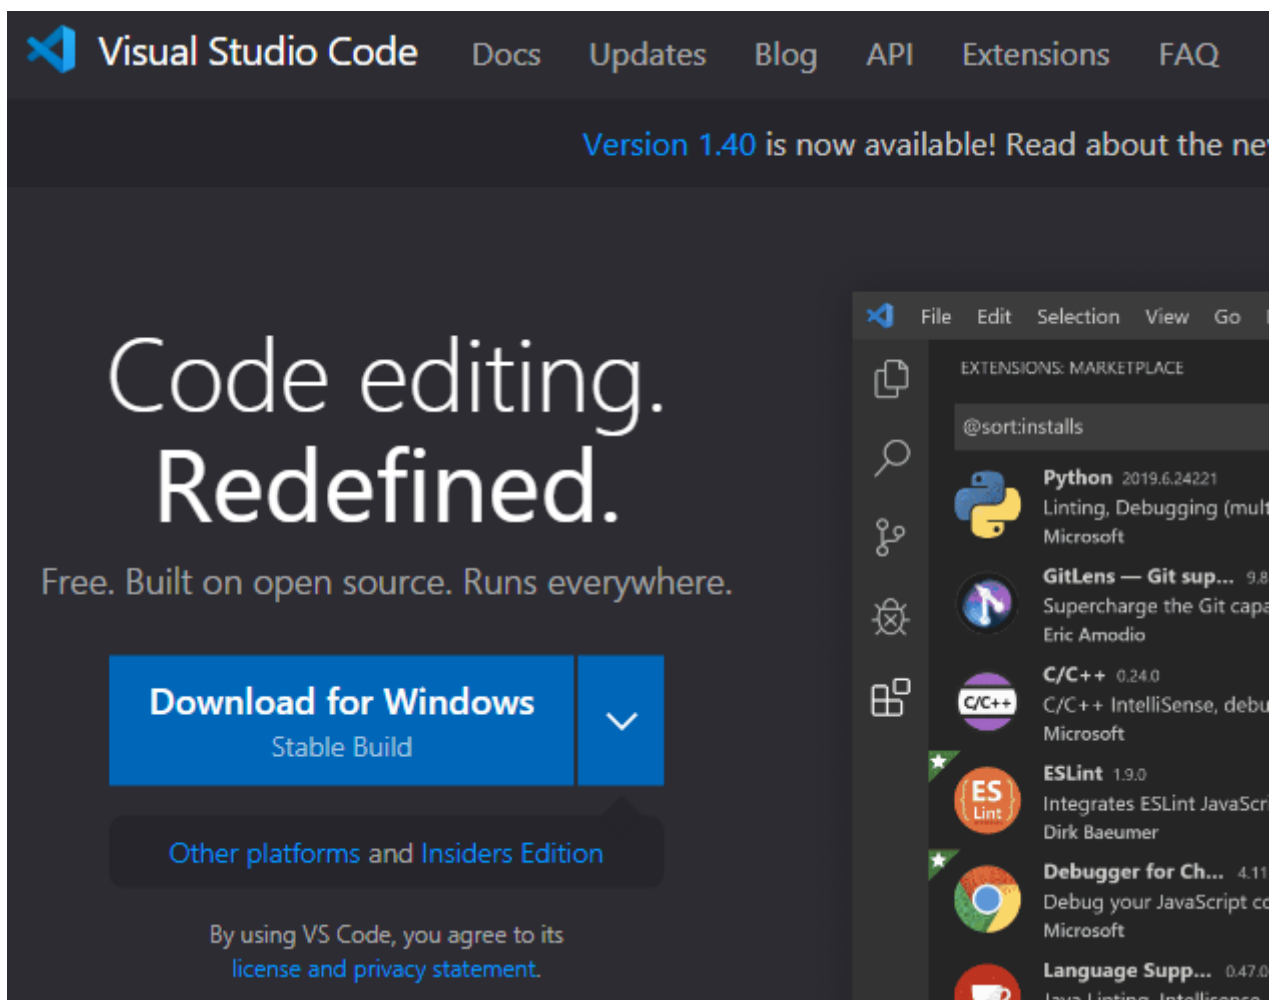 Visual Studio Code Docs Updates Blog API Extensions FAQ
Version 1.40 is now available! Read about the
Code editing.
Redefined.
Free. Built on open source. Runs everywhere.
Download for Windows
Stable Build
Other platforms and Insiders Edition
By using VS Code, you agree to its
license and privacy statement.
File Edit Selection View Go
EXTENSIONS: MARKETPLACE
@sort:installs
Python 2019.6.24221
Linting, Debugging (mult
Microsoft
GitLens — Git sup... 9.8
Supercharge the Git capa
Eric Amodio
C/C++
C/C++ 0.24.0
C/C++ IntelliSense, debu
Microsoft
ES
Lint
ESLint 1.9.0
Integrates ESLint JavaScri
Dirk Baeumer
Debugger for Ch... 4.11
Debug your JavaScript co
Microsoft
Language Supp... 0.47.0